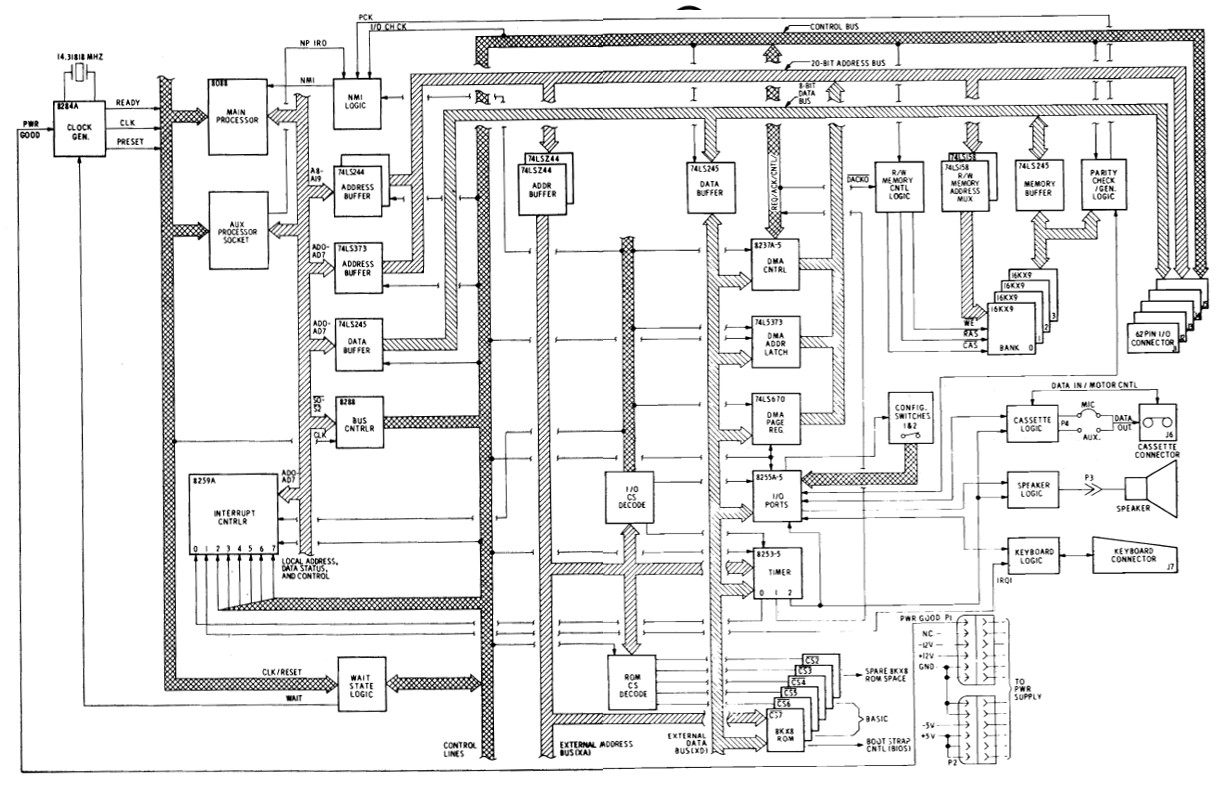 PCK
I/O CH CK
CONTROL BUS
NP IRQ
20-BIT ADDRESS BUS
8-BIT DATA BUS
14.31818 MHZ
8284A
CLOCK GEN.
PWR GOOD
READY
CLK
PRESET
8088
MAIN PROCESSOR
NMI
NMI LOGIC
AUX PROCESSOR SOCKET
A8-A19
74LS244
ADDRESS BUFFER
AD0-AD7
74LS373
ADDRESS BUFFER
AD0-AD7
74LS245
DATA BUFFER
S0-S2
8288
BUS CNTRLR
CLK
AD0-AD7
8259A
INTERRUPT CNTRLR
0 1 2 3 4 5 6 7
LOCAL ADDRESS, DATA STATUS, AND CONTROL
CLK/RESET
WAIT
WAIT STATE LOGIC
CONTROL LINES
74LSZ44
74LSZ44
ADDR BUFFER
74LS245
DATA BUFFER
REQ/ACK/CNTL/
DACKO
R/W MEMORY CNTL LOGIC
74LS158
74LS158
R/W MEMORY ADDRESS MUX
74LS245
MEMORY BUFFER
PARITY CHECK /GEN. LOGIC
8237A-5
DMA CNTRL
74LS373
DMA ADDR LATCH
74LS670
DMA PAGE REG.
16KX9
16KX9
16KX9
16KX9
BANK 0
1
2
3
WE
RAS
CAS
62 PIN I/O CONNECTOR
J1
J2
J3
J4
J5
CONFIG. SWITCHES 1&2
8255A-5
I/O PORTS
I/O CS DECODE
8253-5
TIMER
0 1 2
DATA IN / MOTOR CNTL
CASSETTE LOGIC
P4
MIC
AUX.
DATA OUT
J6
CASSETTE CONNECTOR
SPEAKER LOGIC
P3
SPEAKER
KEYBOARD LOGIC
KEYBOARD CONNECTOR
J7
IRQ1
ROM CS DECODE
CS2
CS3
CS4
CS5
CS6
CS7
8KX8 ROM
SPARE 8KX8 ROM SPACE
BASIC
BOOT STRAP CNTL (BIOS)
EXTERNAL ADDRESS BUS (XA)
EXTERNAL DATA BUS (XD)
PWR GOOD P1
NC
-12V
+12V
GND
-5V
+5V
P2
TO PWR SUPPLY